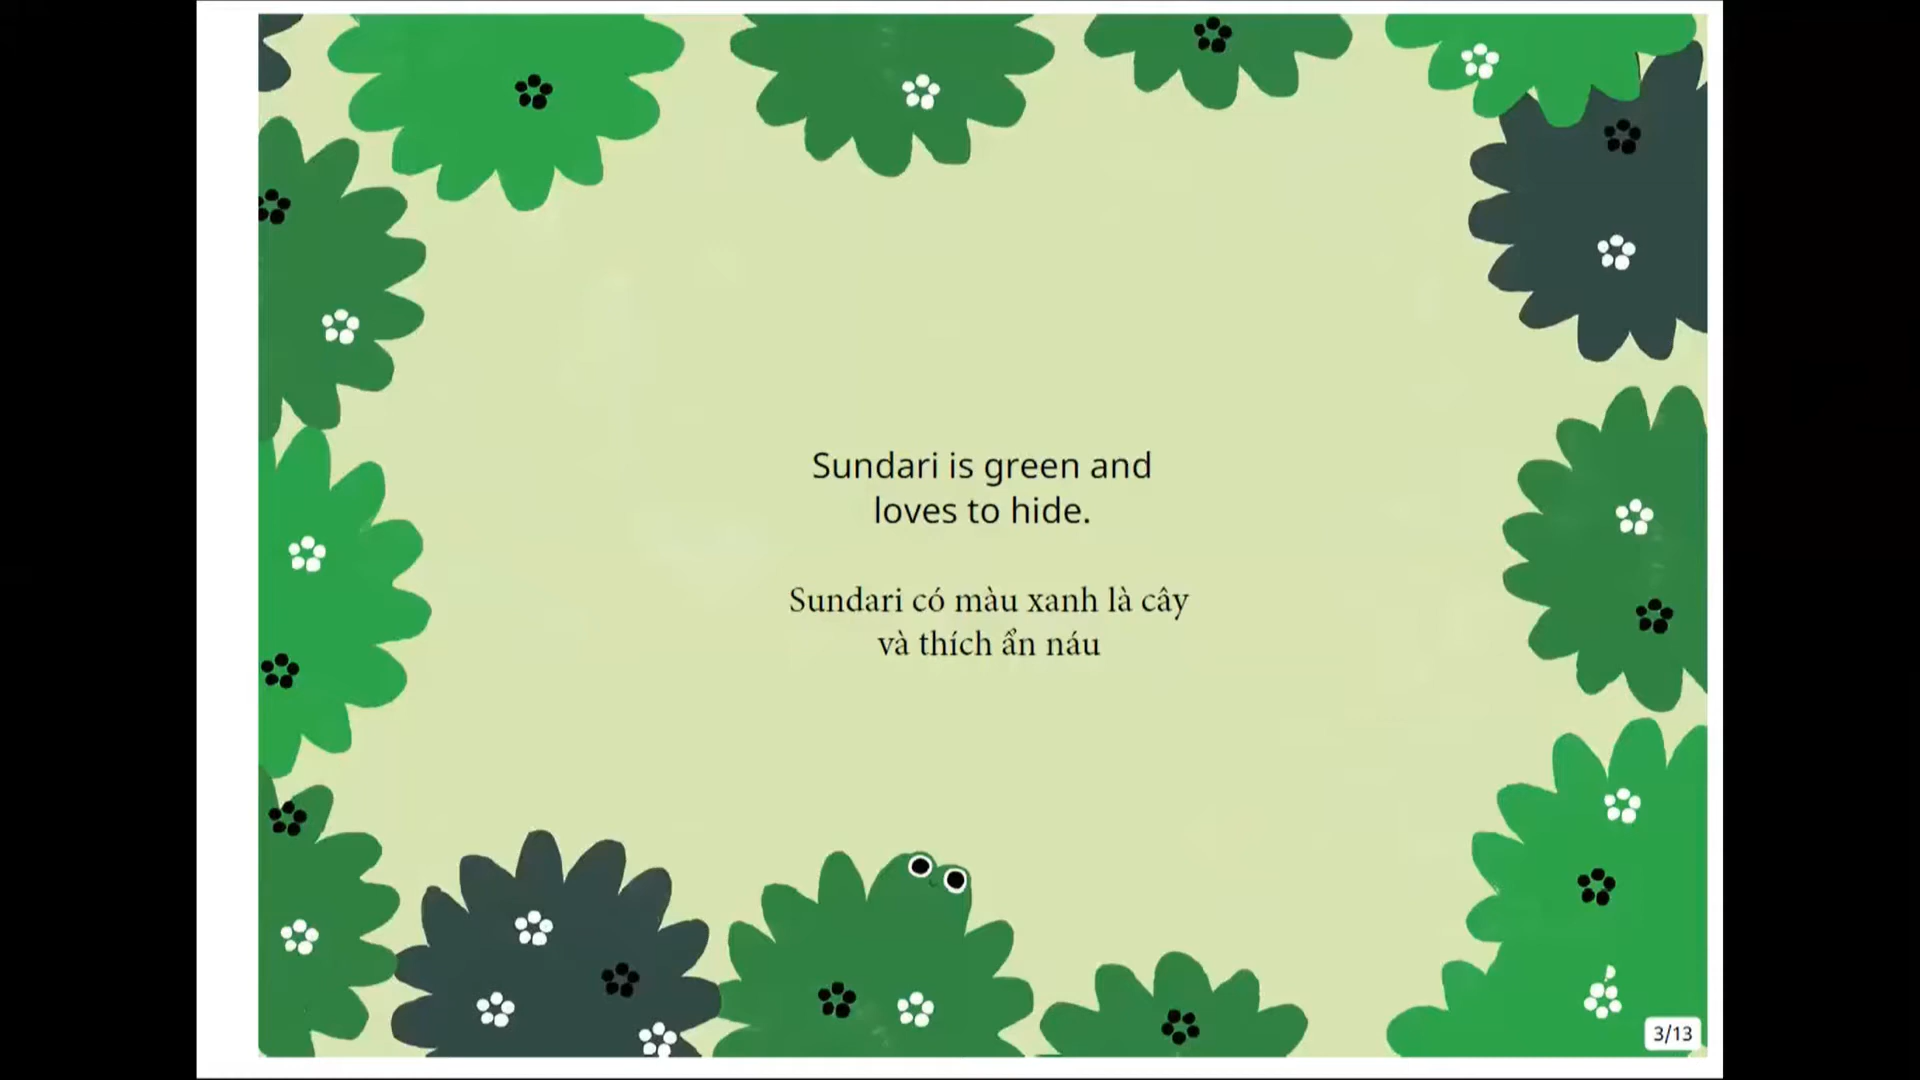 Sundari is green and
loves to hide.
Sundari có màu xanh là cây
và thích ẩn náu
3/13